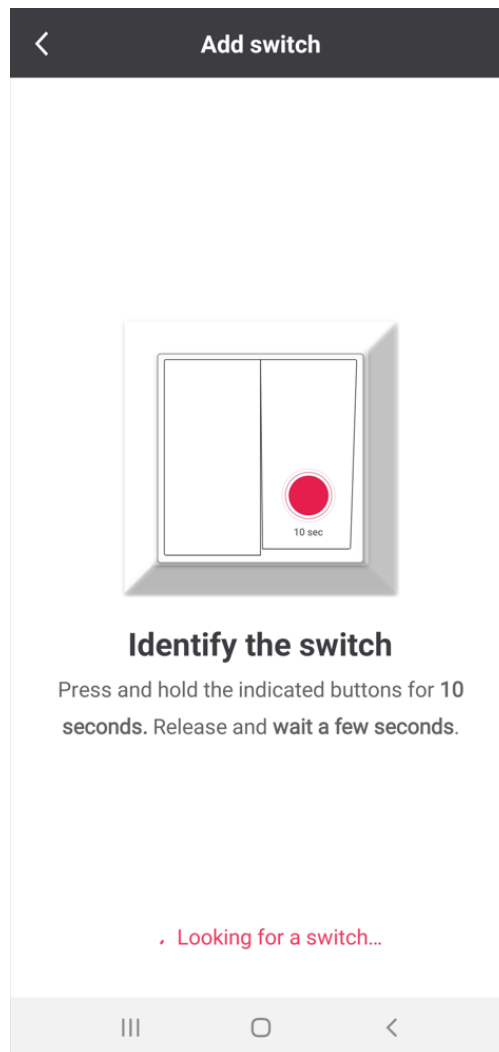 Add switch
10 sec
Identify the switch
Press and hold the indicated buttons for 10
seconds. Release and wait a few seconds.
Looking for a switch...